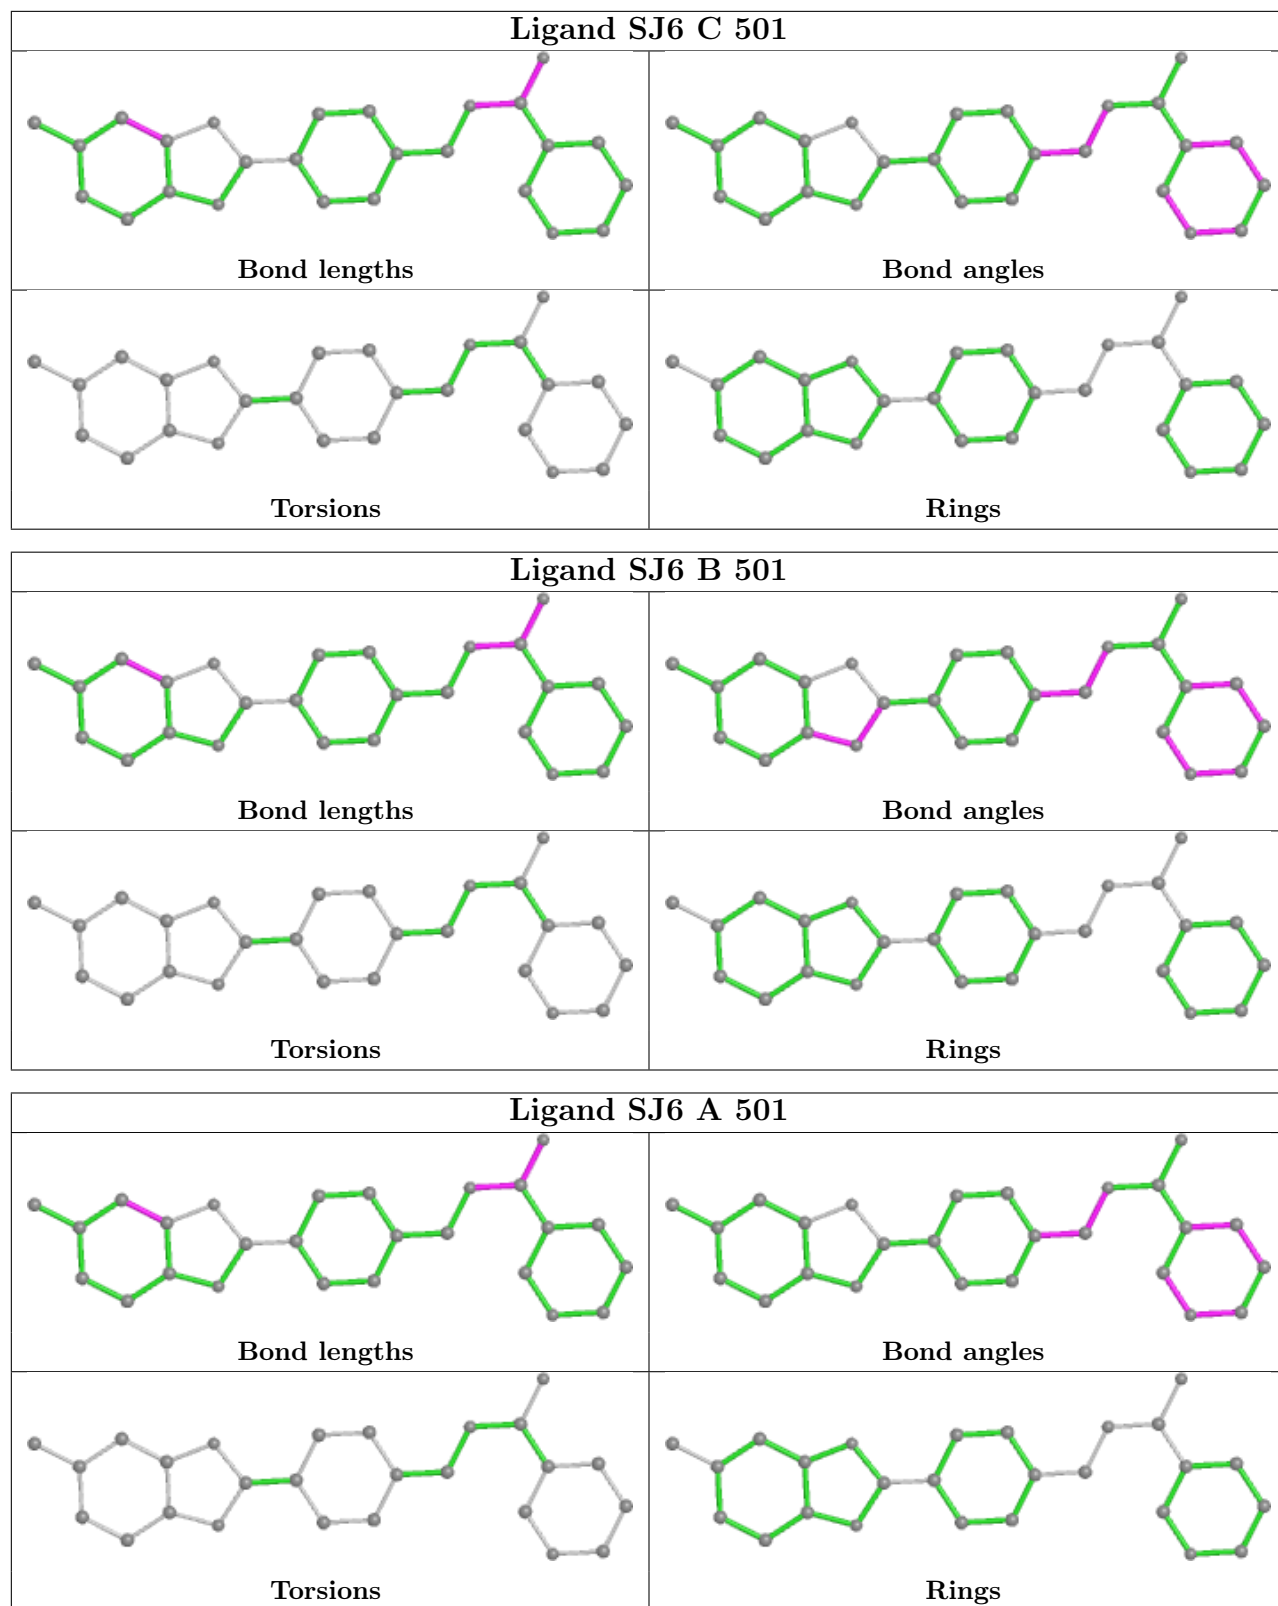 Ligand SJ6 C 501
Bond lengths
Bond angles
Torsions
Rings
Ligand SJ6 B 501
Bond lengths
Bond angles
Torsions
Rings
Ligand SJ6 A 501
Bond lengths
Bond angles
Torsions
Rings